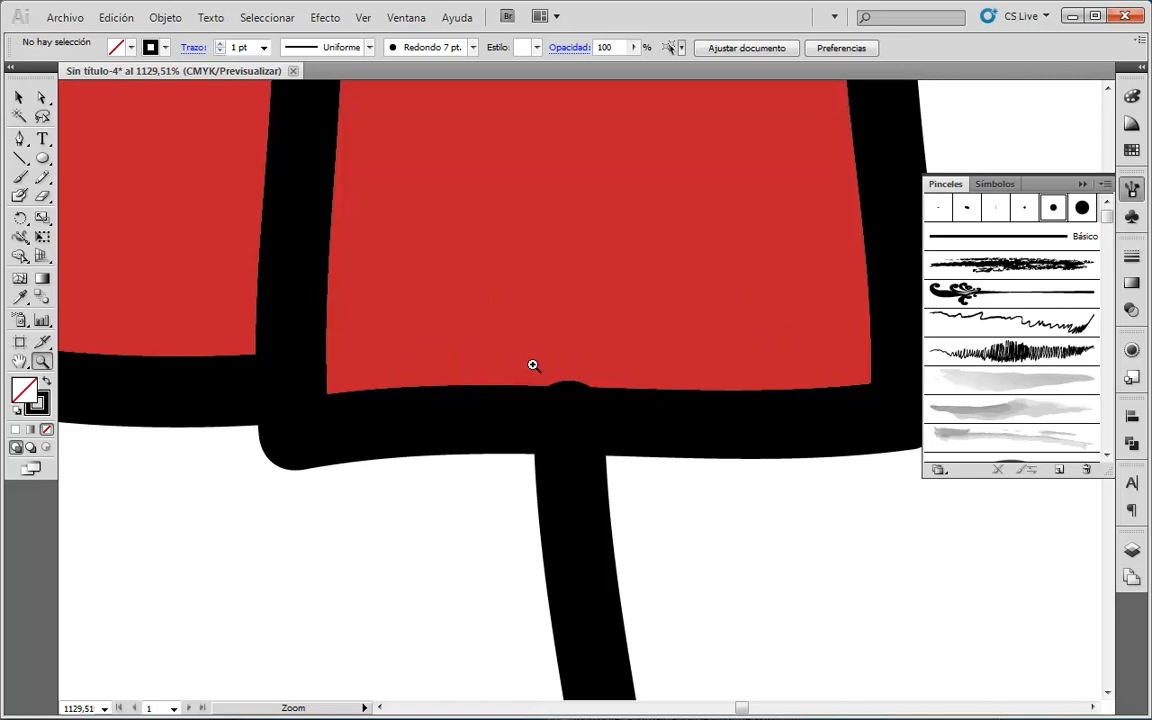 Ai Archivo Edición Objeto Texto Seleccionar Efecto Ver Ventana Ayuda Br CS Live
No hay selección Trazo: 1 pt Uniforme Redondo 7 pt. Estilo: Opacidad: 100 % Ajustar documento Preferencias
Sin título-4* al 1129,51% (CMYK/Previsualizar)
Pinceles Símbolos
Básico
1129,51 1 Zoom